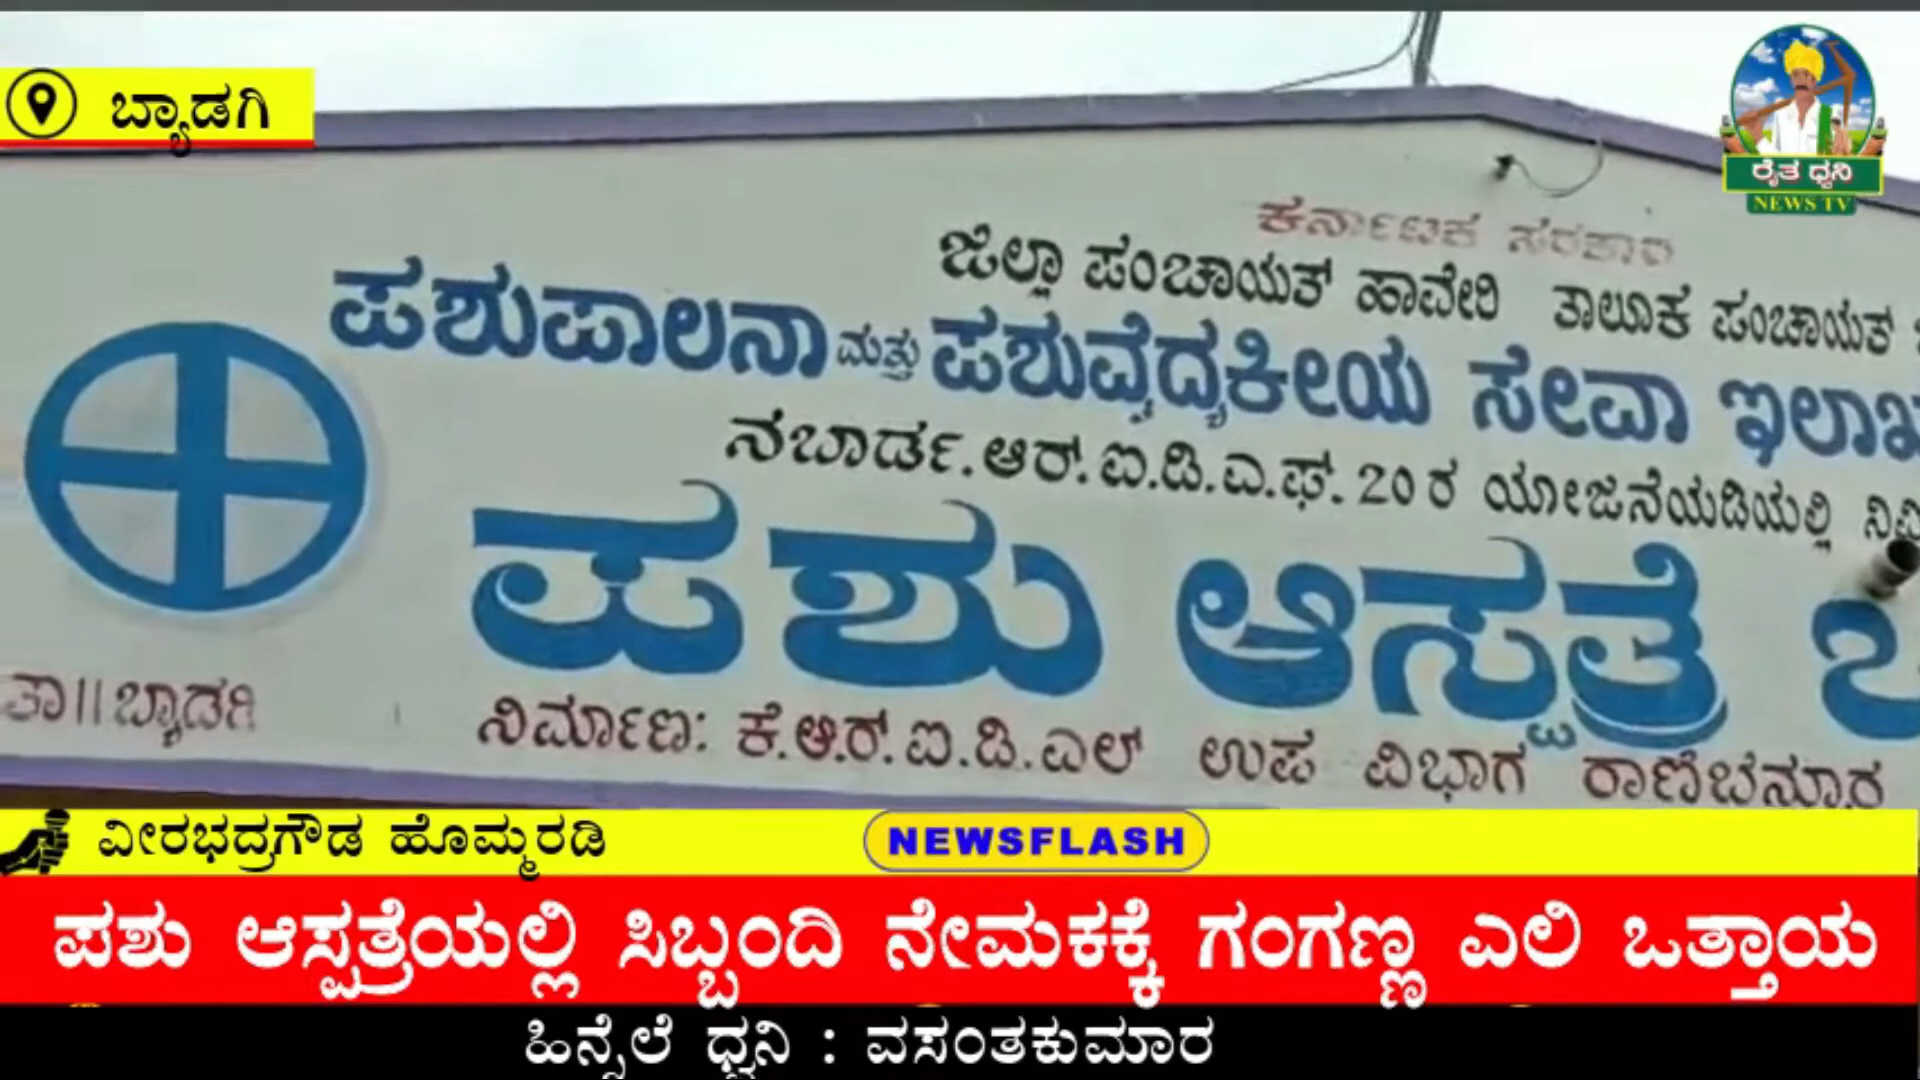 ಬ್ಯಾಡಗಿ
ರೈತ ಧ್ವನಿ
NEWS TV
ಕರ್ನಾಟಕ ಸರಕಾರ
ಜಿಲ್ಲಾ ಪಂಚಾಯತ್ ಹಾವೇರಿ ತಾಲೂಕ ಪಂಚಾಯತ್
ಪಶುಪಾಲನಾ ಮತ್ತು ಪಶುವೈದ್ಯಕೀಯ ಸೇವಾ
ನೆಬಾರ್ಡ.ಆರ್.ಐ.ಡಿ.ಎ.ಫ್.20ರ ಯೋಜನೆಯಡಿಯಲ್ಲಿ
ಪಶು ಆಸ್ಪತ್ರೆ
ತಾ||ಬ್ಯಾಡಗಿ
ನಿರ್ಮಾಣ: ಕೆ.ಆರ್.ಐ.ಡಿ.ಎಲ್ ಉಪ ವಿಭಾಗ ರಾಣೆಬೆನ್ನೂರ
ವೀರಭದ್ರಗೌಡ ಹೊಮ್ಮರಡಿ
NEWSFLASH
ಪಶು ಆಸ್ಪತ್ರೆಯಲ್ಲಿ ಸಿಬ್ಬಂದಿ ನೇಮಕಕ್ಕೆ ಗಂಗಣ್ಣ ಎಲಿ ಒತ್ತಾಯ
ಹಿನ್ನೆಲೆ ಧ್ವನಿ : ವಸಂತಕುಮಾರ